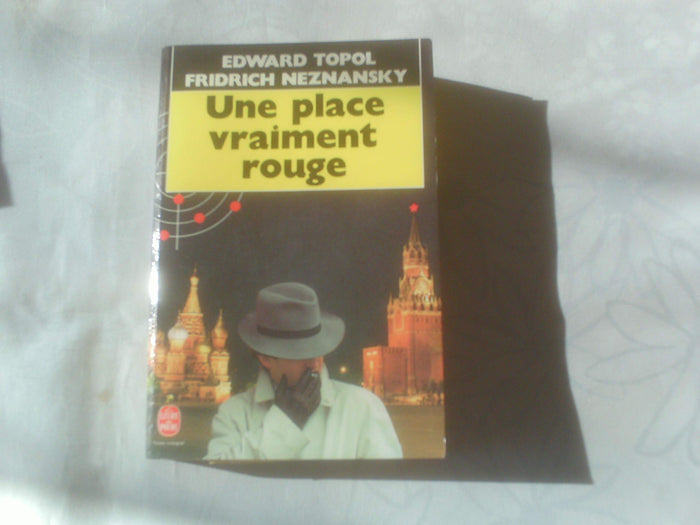 EDWARD TOPOL
FRIDRICH NEZNANSKY
Une place
vraiment
rouge